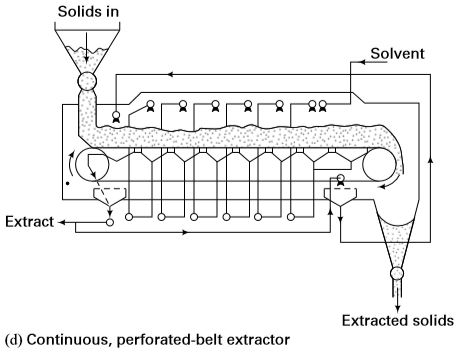 Solids in
Solvent
Extract
Extracted solids
(d) Continuous, perforated-belt extractor